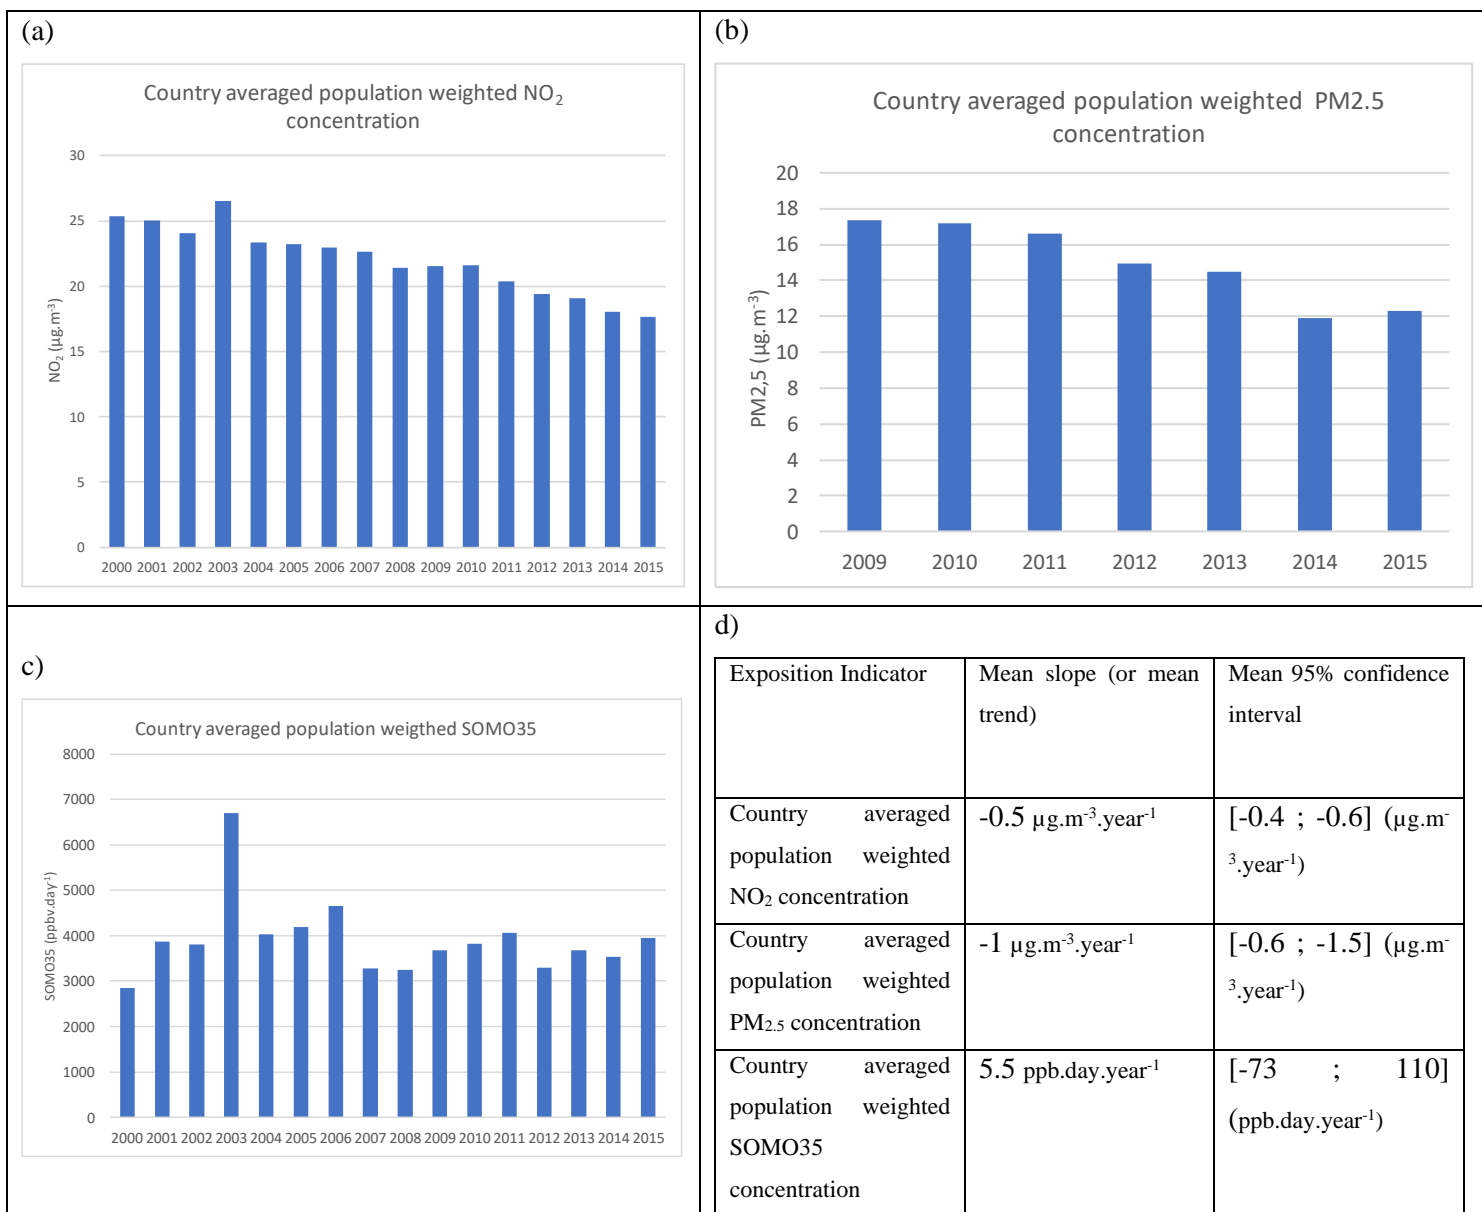 (a)
Country averaged population weighted NO₂
concentration
30
25
20
15
10
5
0
NO₂ (µg.m⁻³)
2000 2001 2002 2003 2004 2005 2006 2007 2008 2009 2010 2011 2012 2013 2014 2015
(b)
Country averaged population weighted PM2.5
concentration
20
18
16
14
12
10
8
6
4
2
0
PM2,5 (µg.m⁻³)
2009 2010 2011 2012 2013 2014 2015
c)
Country averaged population weigthed SOMO35
8000
7000
6000
5000
4000
3000
2000
1000
0
SOMO35 (ppbv.day⁻¹)
2000 2001 2002 2003 2004 2005 2006 2007 2008 2009 2010 2011 2012 2013 2014 2015
d)
Exposition Indicator
Mean slope (or mean
trend)
Mean 95% confidence
interval
Country averaged
population weighted
NO₂ concentration
-0.5 µg.m⁻³.year⁻¹
[-0.4 ; -0.6] (µg.m⁻
³.year⁻¹)
Country averaged
population weighted
PM₂.₅ concentration
-1 µg.m⁻³.year⁻¹
[-0.6 ; -1.5] (µg.m⁻
³.year⁻¹)
Country averaged
population weighted
SOMO35
concentration
5.5 ppb.day.year⁻¹
[-73 ; 110]
(ppb.day.year⁻¹)